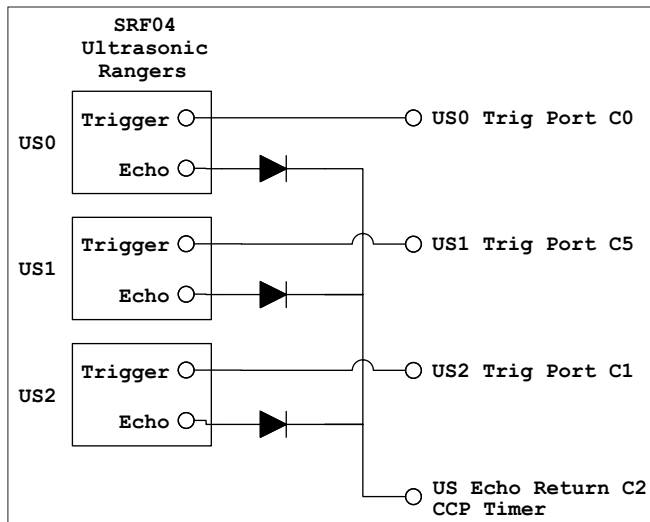 SRF04
Ultrasonic
Rangers
US0
Trigger
Echo
US0 Trig Port C0
US1
Trigger
Echo
US1 Trig Port C5
US2
Trigger
Echo
US2 Trig Port C1
US Echo Return C2
CCP Timer